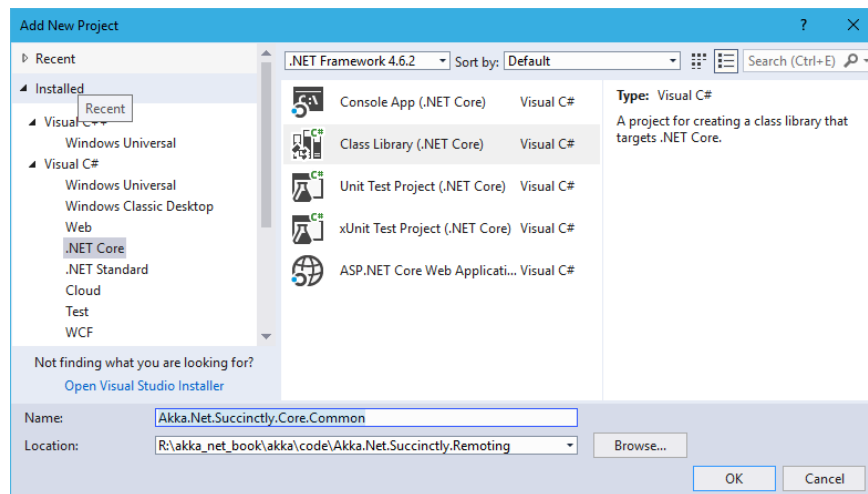 Add New Project
?
Recent
.NET Framework 4.6.2
Sort by:
Default
Search (Ctrl+E)
Installed
Recent
Visual C++
Windows Universal
Visual C#
Windows Universal
Windows Classic Desktop
Web
.NET Core
.NET Standard
Cloud
Test
WCF
Not finding what you are looking for?
Open Visual Studio Installer
Console App (.NET Core) Visual C#
C#
Class Library (.NET Core) Visual C#
C#
Unit Test Project (.NET Core) Visual C#
C#
xUnit Test Project (.NET Core) Visual C#
ASP.NET Core Web Applicati... Visual C#
Type: Visual C#
A project for creating a class library that
targets .NET Core.
Name: Akka.Net.Succinctly.Core.Common
Location: R:\akka_net_book\akka\code\Akka.Net.Succinctly.Remoting
Browse...
OK
Cancel